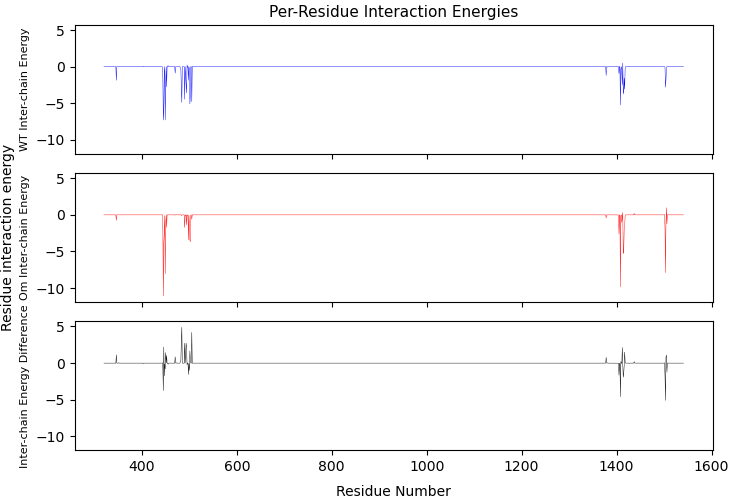 Per-Residue Interaction Energies
Residue interaction energy
WT Inter-chain Energy
5
0
−5
−10
Om Inter-chain Energy
5
0
−5
−10
Inter-chain Energy Difference
5
0
−5
−10
400 600 800 1000 1200 1400 1600
Residue Number